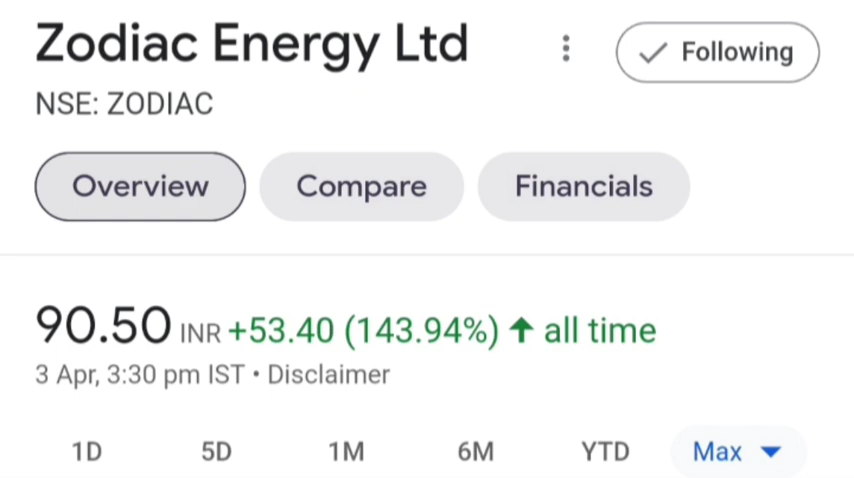 Zodiac Energy Ltd
Following
NSE: ZODIAC
Overview Compare Financials
90.50 INR +53.40 (143.94%) ↑ all time
3 Apr, 3:30 pm IST • Disclaimer
1D 5D 1M 6M YTD Max